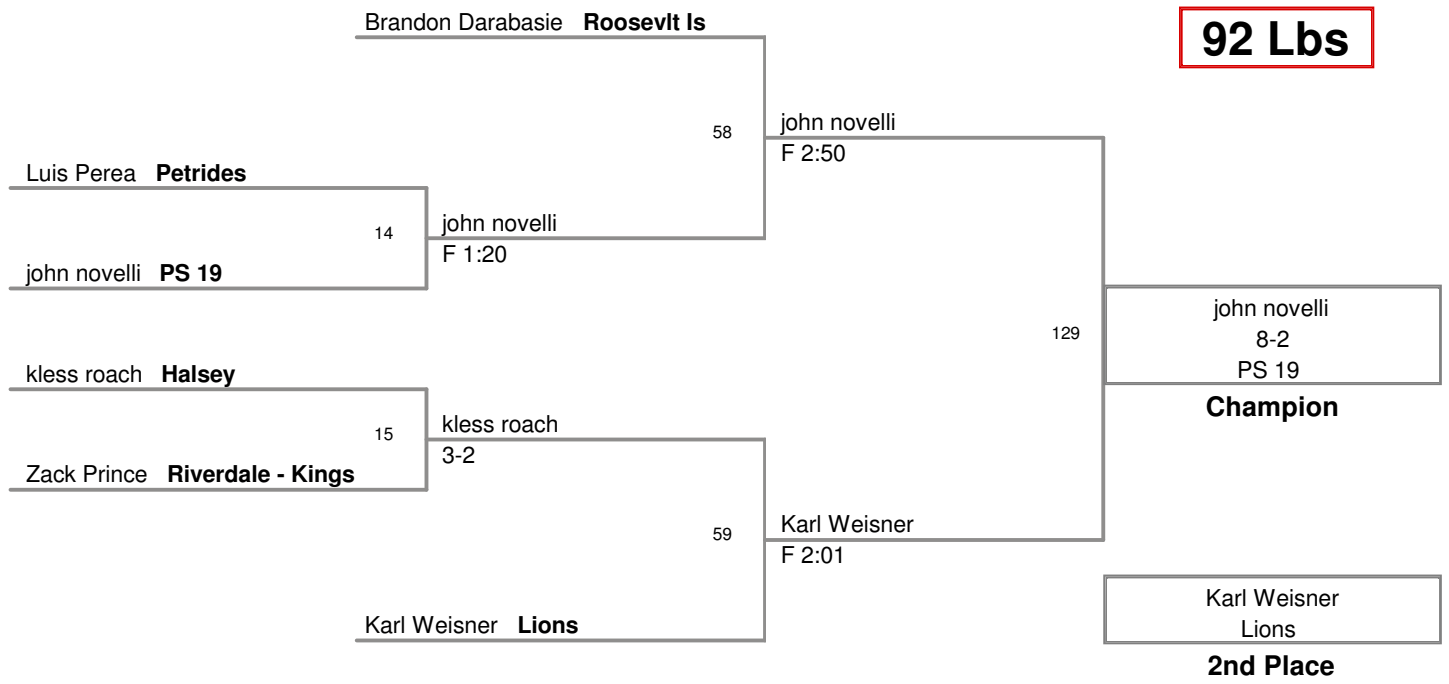 Brandon Darabasie Roosevlt Is
92 Lbs
58
john novelli
F 2:50
Luis Perea Petrides
14
john novelli
F 1:20
john novelli PS 19
129
john novelli
8-2
PS 19
Champion
kless roach Halsey
15
kless roach
3-2
Zack Prince Riverdale - Kings
59
Karl Weisner
F 2:01
Karl Weisner Lions
Karl Weisner
Lions
2nd Place